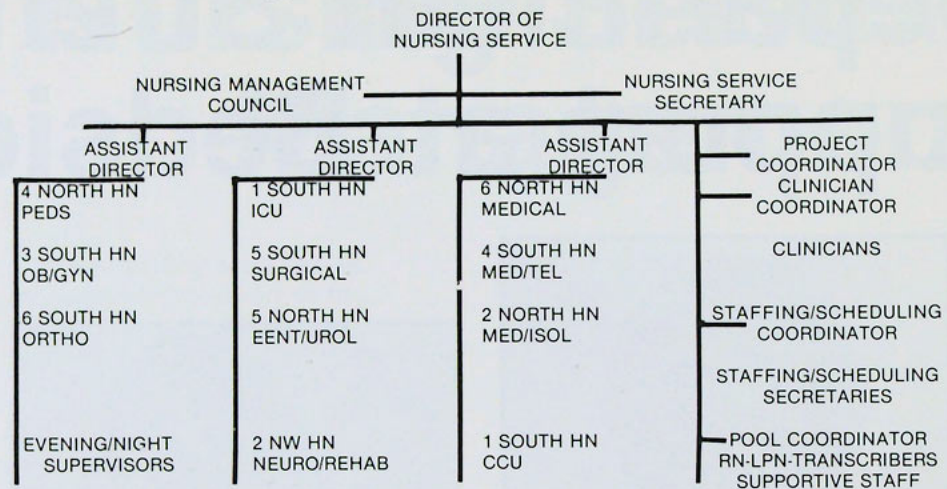 DIRECTOR OF
NURSING SERVICE
NURSING MANAGEMENT
COUNCIL
NURSING SERVICE
SECRETARY
ASSISTANT
DIRECTOR
4 NORTH HN
PEDS
3 SOUTH HN
OB/GYN
6 SOUTH HN
ORTHO
EVENING/NIGHT
SUPERVISORS
ASSISTANT
DIRECTOR
1 SOUTH HN
ICU
5 SOUTH HN
SURGICAL
5 NORTH HN
EENT/UROL
2 NW HN
NEURO/REHAB
ASSISTANT
DIRECTOR
6 NORTH HN
MEDICAL
4 SOUTH HN
MED/TEL
2 NORTH HN
MED/ISOL
1 SOUTH HN
CCU
PROJECT
COORDINATOR
CLINICIAN
COORDINATOR
CLINICIANS
STAFFING/SCHEDULING
COORDINATOR
STAFFING/SCHEDULING
SECRETARIES
POOL COORDINATOR
RN-LPN-TRANSCRIBERS
SUPPORTIVE STAFF